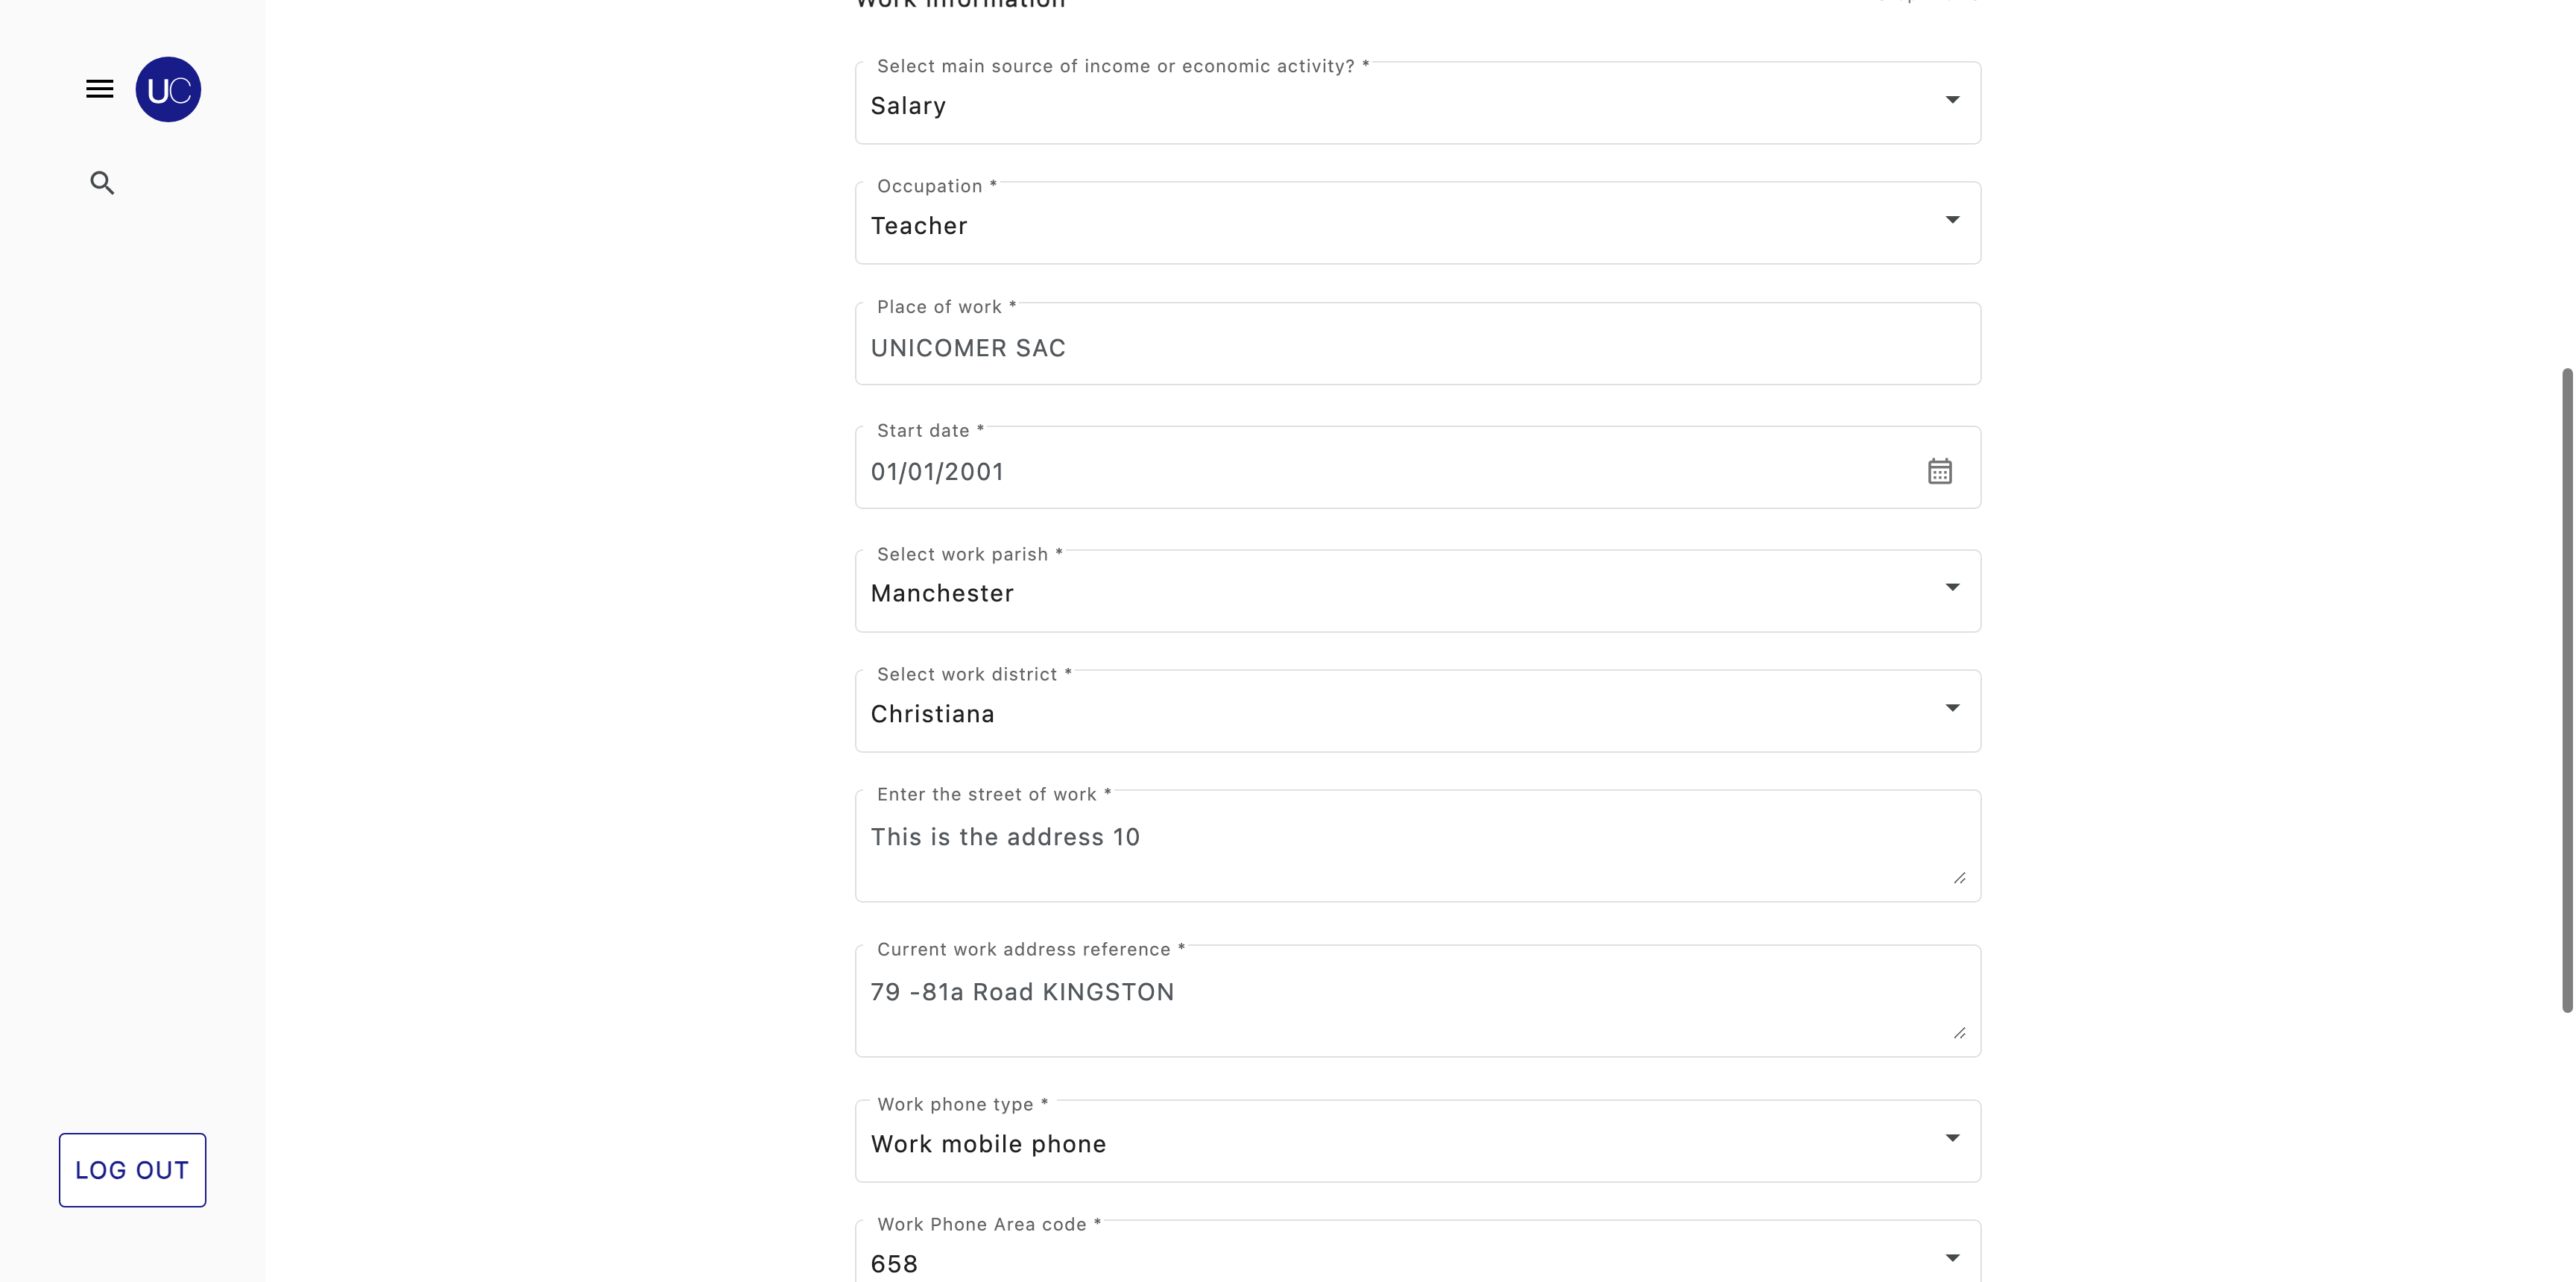 Work information
UC
Select main source of income or economic activity? *
Salary
Occupation *
Teacher
Place of work *
UNICOMER SAC
Start date *
01/01/2001
Select work parish *
Manchester
Select work district *
Christiana
Enter the street of work *
This is the address 10
Current work address reference *
79 -81a Road KINGSTON
Work phone type *
Work mobile phone
LOG OUT
Work Phone Area code *
658